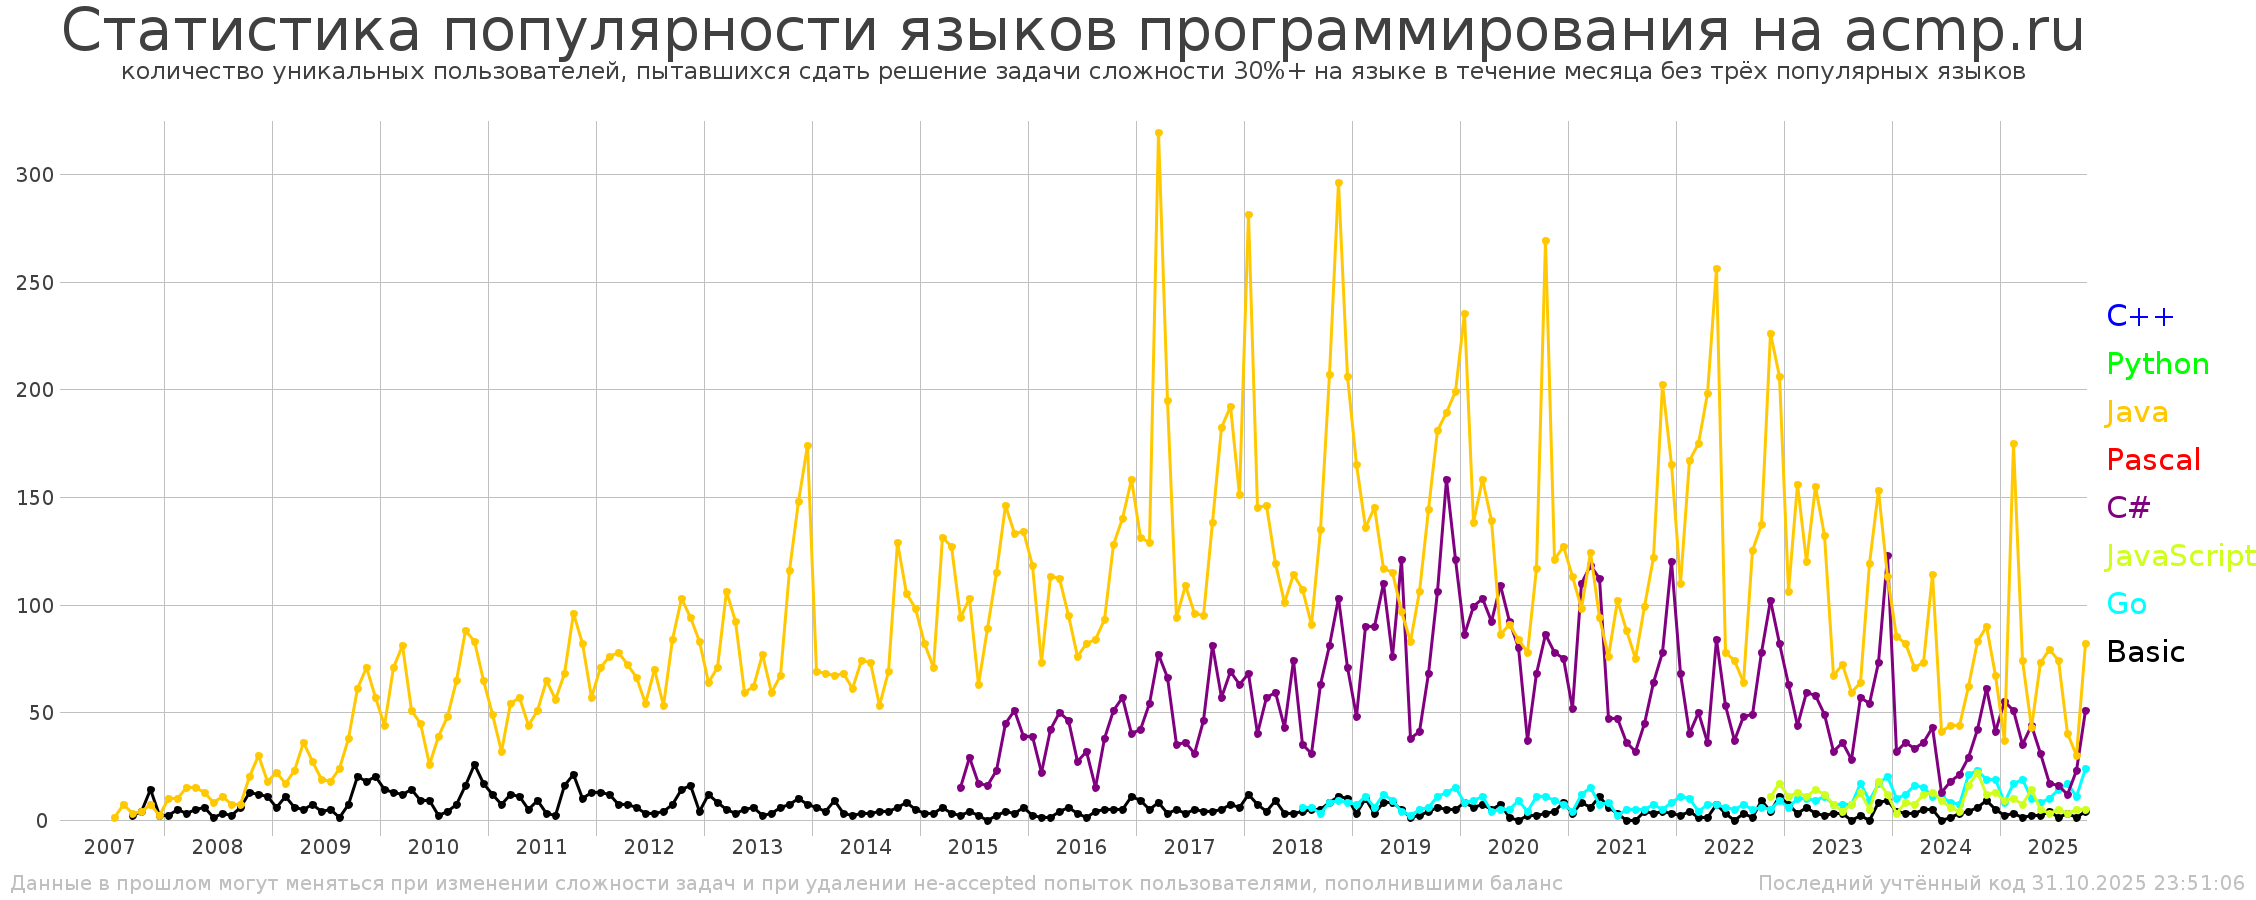 Статистика популярности языков программирования на acmp.ru
количество уникальных пользователей, пытавшихся сдать решение задачи сложности 30%+ на языке в течение месяца без трёх популярных языков
300
250
200
150
100
50
0
C++
Python
Java
Pascal
C#
JavaScript
Go
Basic
2007 2008 2009 2010 2011 2012 2013 2014 2015 2016 2017 2018 2019 2020 2021 2022 2023 2024 2025
Данные в прошлом могут меняться при изменении сложности задач и при удалении не-accepted попыток пользователями, пополнившими баланс
Последний учтённый код 31.10.2025 23:51:06